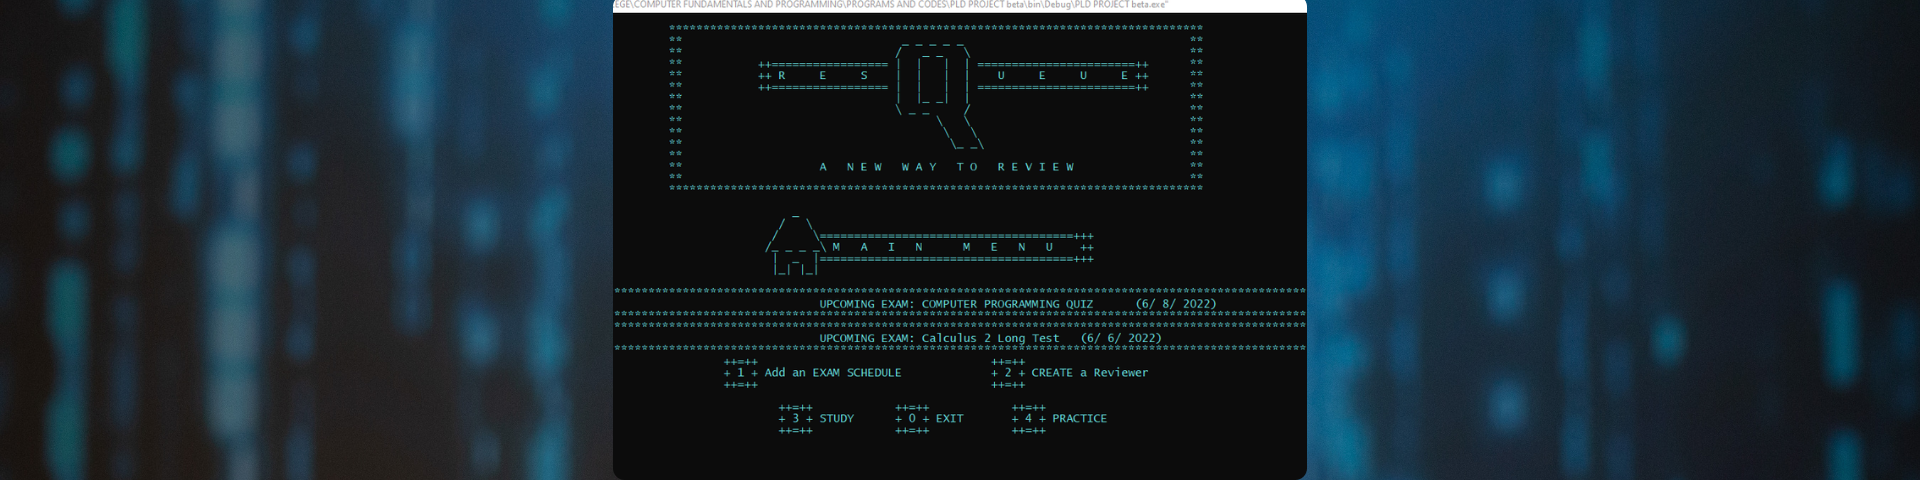 EGE\COMPUTER FUNDAMENTALS AND PROGRAMMING\PROGRAMS AND CODES\PLD PROJECT beta\bin\Debug\PLD PROJECT beta.exe"
R E S Q U E U E
A NEW WAY TO REVIEW
MAIN MENU
UPCOMING EXAM: COMPUTER PROGRAMMING QUIZ (6/ 8/ 2022)
UPCOMING EXAM: Calculus 2 Long Test (6/ 6/ 2022)
1 Add an EXAM SCHEDULE 2 CREATE a Reviewer
3 STUDY 0 EXIT 4 PRACTICE